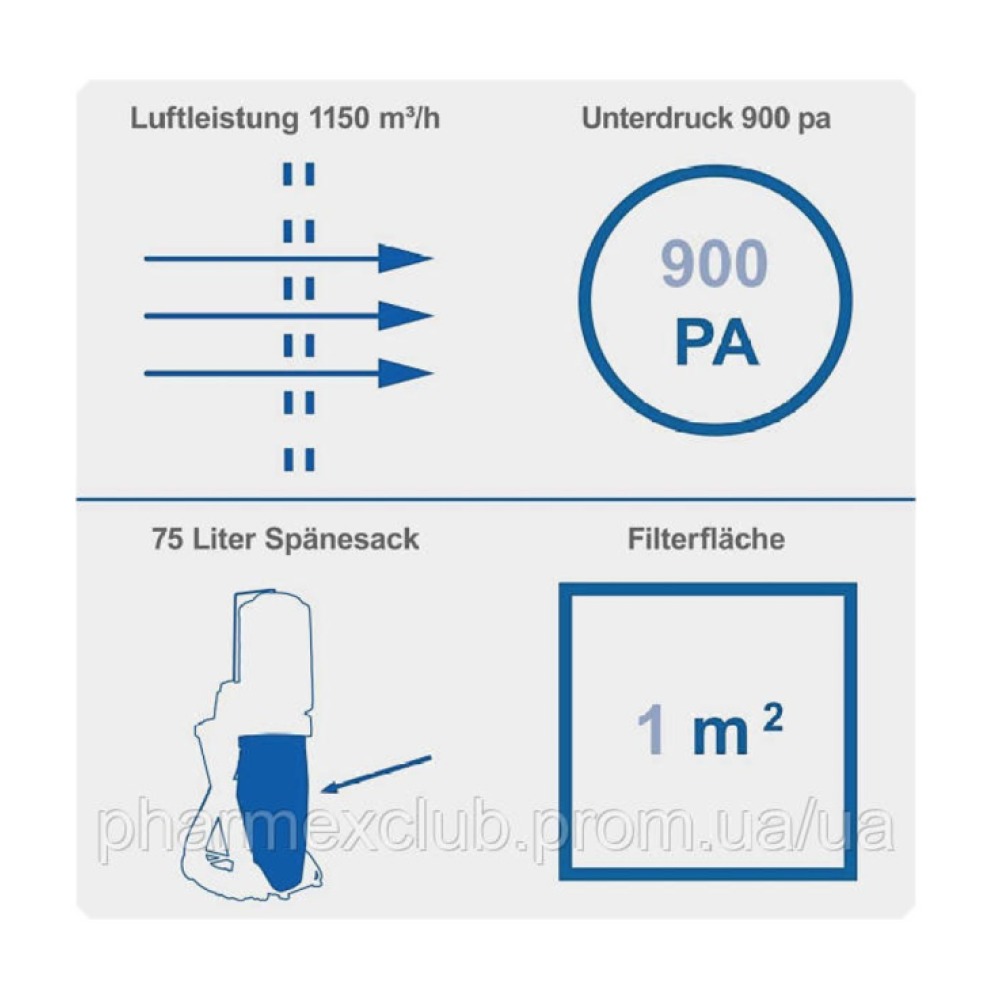 Luftleistung 1150 m³/h
Unterdruck 900 pa
900
PA
75 Liter Spänesack
Filterfläche
1 m²
pharmexclub.prom.ua/ua